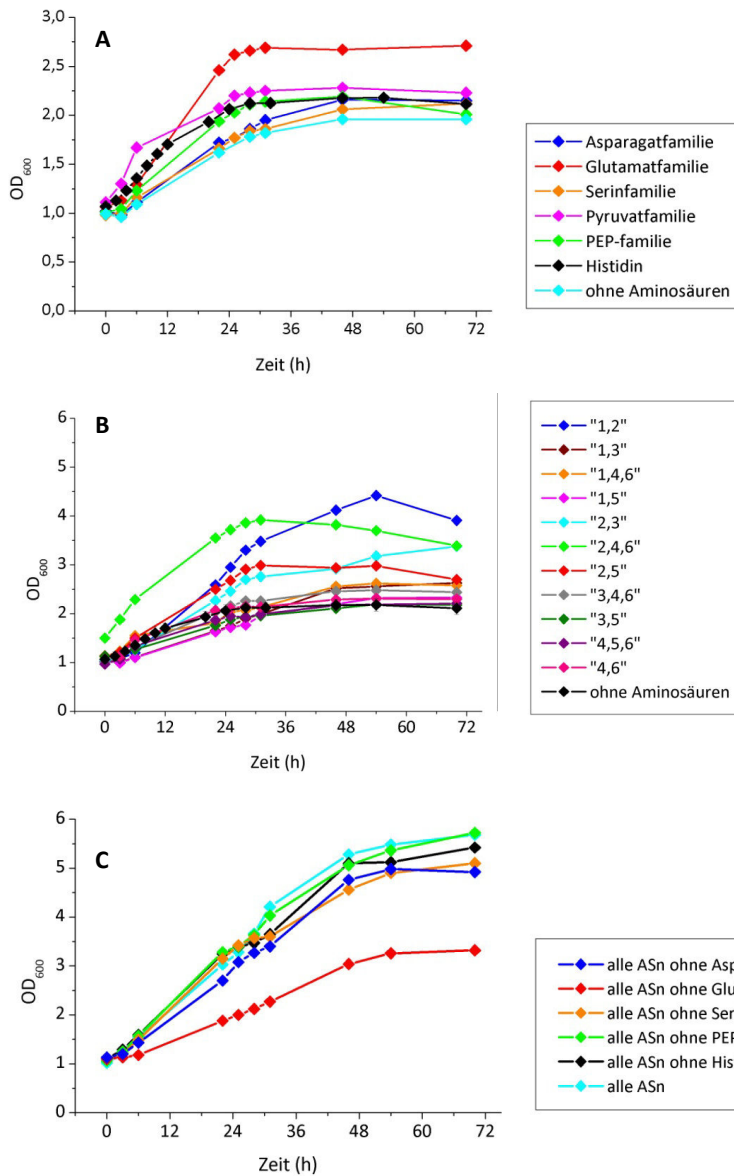 A
3,0
2,5
2,0
1,5
1,0
0,5
0,0
OD600
0 12 24 36 48 60 72
Zeit (h)
Asparagatfamilie
Glutamatfamilie
Serinfamilie
Pyruvatfamilie
PEP-familie
Histidin
ohne Aminosäuren
B
6
5
4
3
2
1
0
OD600
0 12 24 36 48 60 72
Zeit (h)
"1,2"
"1,3"
"1,4,6"
"1,5"
"2,3"
"2,4,6"
"2,5"
"3,4,6"
"3,5"
"4,5,6"
"4,6"
ohne Aminosäuren
C
6
5
4
3
2
1
0
OD600
0 12 24 36 48 60 72
Zeit (h)
alle ASn ohne Asp
alle ASn ohne Glu
alle ASn ohne Ser
alle ASn ohne PEP
alle ASn ohne His
alle ASn